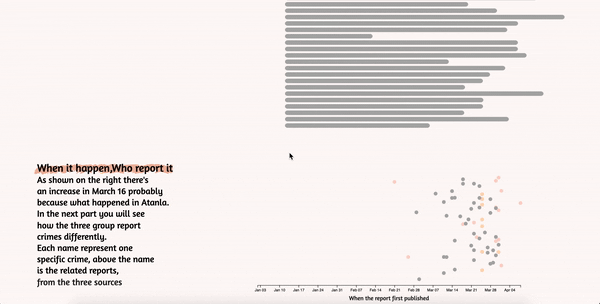 When it happen,Who report it
As shown on the right there's
an increase in March 16 probably
because what happened in Atanla.
In the next part you will see
how the three group report
crimes differently.
Each name represent one
specific crime, above the name
is the related reports,
from the three sources
Jan 03 Jan 10 Jan 17 Jan 24 Jan 31 Feb 07 Feb 14 Feb 21 Feb 28 Mar 07 Mar 14 Mar 21 Mar 28 Apr 04
When the report first published